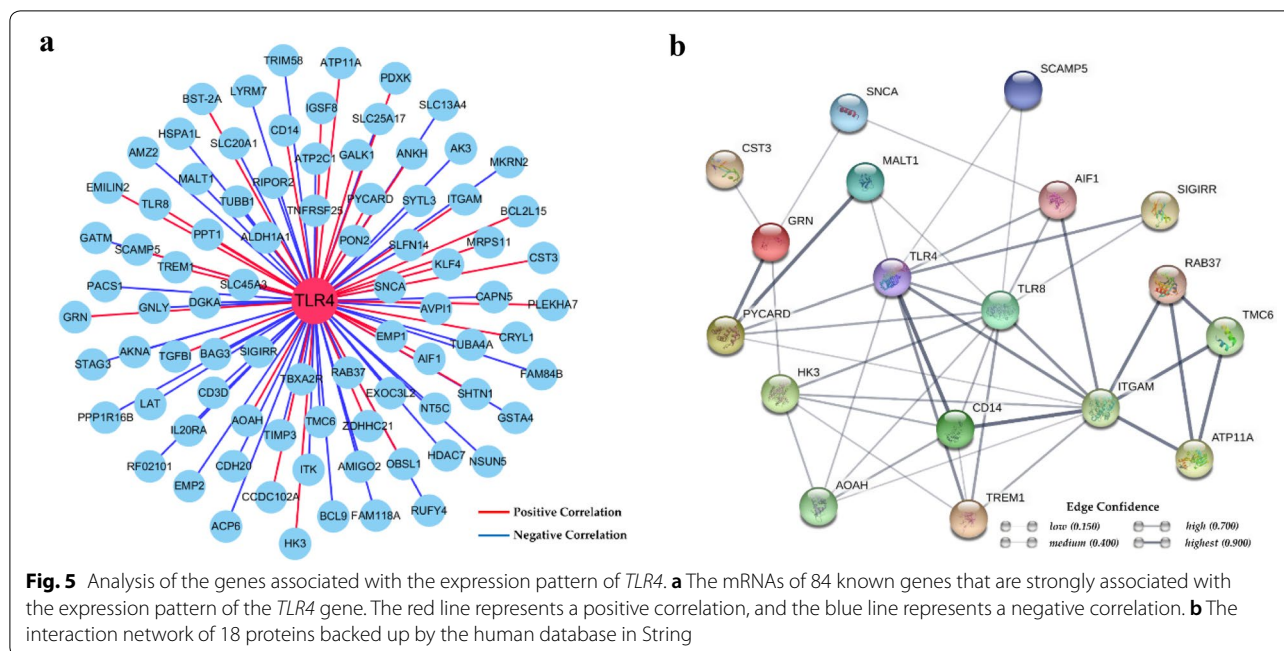 a
TRIM58
ATP11A
PDXK
LYRM7
BST-2A
IGSF8
SLC13A4
SLC25A17
HSPA1L
CD14
SLC20A1
AMZ2
ATP2C1
GALK1
ANKH
AK3
MKRN2
MALT1
RIPOR2
EMILIN2
TUBB1
PYCARD
SYTL3
ITGAM
TLR8
TNFRSF25
BCL2L15
PPT1
ALDH1A1
PON2
SLFN14
MRPS11
GATM
SCAMP5
TREM1
KLF4
CST3
SLC45A3
SNCA
PACS1
TLR4
CAPN5
PLEKHA7
GNLY
DGKA
AVPI1
GRN
EMP1
TUBA4A
CRYL1
STAG3
AKNA
TGFBI
BAG3
SIGIRR
AIF1
FAM84B
RAB37
TBXA2R
SHTN1
PPP1R16B
LAT
CD3D
EXOC3L2
NT5C
GSTA4
IL20RA
AOAH
TMC6
ZDHHC21
RF02101
TIMP3
HDAC7
NSUN5
EMP2
CDH20
ITK
AMIGO2
OBSL1
CCDC102A
ACP6
BCL9
FAM118A
RUFY4
HK3
Positive Correlation
Negative Correlation
b
SCAMP5
SNCA
CST3
MALT1
AIF1
SIGIRR
GRN
TLR4
RAB37
TLR8
PYCARD
TMC6
HK3
ITGAM
CD14
ATP11A
AOAH
TREM1
Edge Confidence
low (0.150) high (0.700)
medium (0.400) highest (0.900)
Fig. 5 Analysis of the genes associated with the expression pattern of TLR4. a The mRNAs of 84 known genes that are strongly associated with
the expression pattern of the TLR4 gene. The red line represents a positive correlation, and the blue line represents a negative correlation. b The
interaction network of 18 proteins backed up by the human database in String